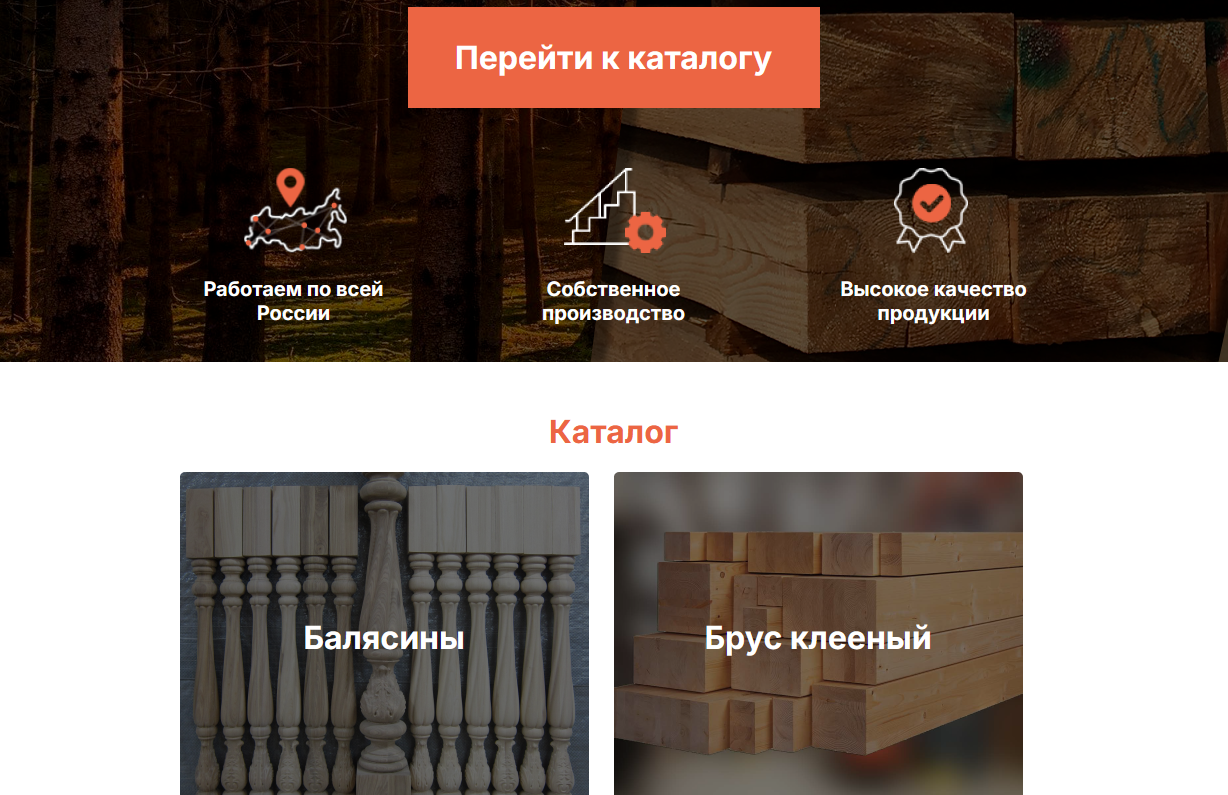 Перейти к каталогу
Работаем по всей
России
Собственное
производство
Высокое качество
продукции
Каталог
Балясины
Брус клееный